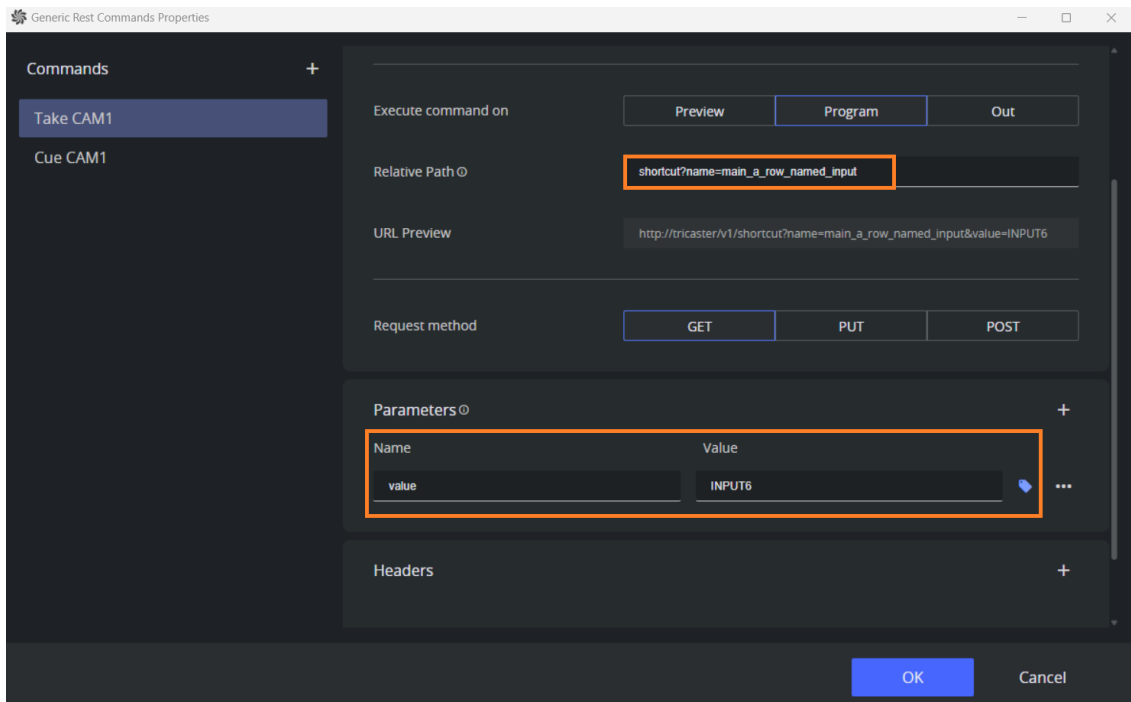 Generic Rest Commands Properties
Commands +
Take CAM1
Cue CAM1
Execute command on Preview Program Out
Relative Path shortcut?name=main_a_row_named_input
URL Preview http://tricaster/v1/shortcut?name=main_a_row_named_input&value=INPUT6
Request method GET PUT POST
Parameters +
Name Value
value INPUT6
Headers +
OK Cancel